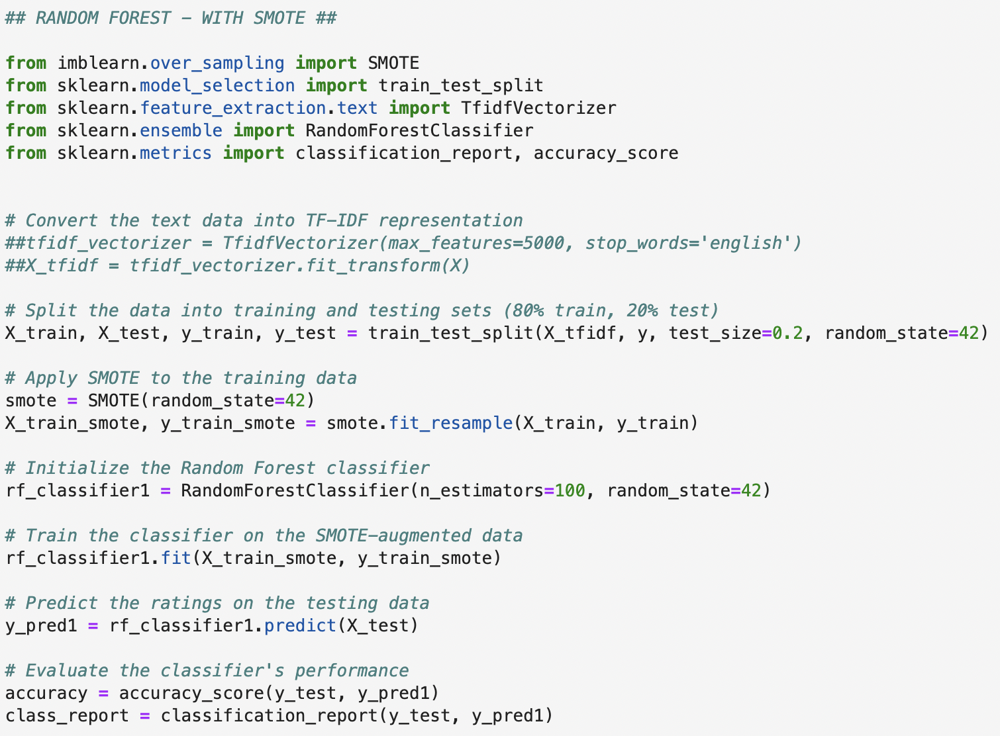 ## RANDOM FOREST - WITH SMOTE ##
from imblearn.over_sampling import SMOTE
from sklearn.model_selection import train_test_split
from sklearn.feature_extraction.text import TfidfVectorizer
from sklearn.ensemble import RandomForestClassifier
from sklearn.metrics import classification_report, accuracy_score
# Convert the text data into TF-IDF representation
##tfidf_vectorizer = TfidfVectorizer(max_features=5000, stop_words='english')
##X_tfidf = tfidf_vectorizer.fit_transform(X)
# Split the data into training and testing sets (80% train, 20% test)
X_train, X_test, y_train, y_test = train_test_split(X_tfidf, y, test_size=0.2, random_state=42)
# Apply SMOTE to the training data
smote = SMOTE(random_state=42)
X_train_smote, y_train_smote = smote.fit_resample(X_train, y_train)
# Initialize the Random Forest classifier
rf_classifier1 = RandomForestClassifier(n_estimators=100, random_state=42)
# Train the classifier on the SMOTE-augmented data
rf_classifier1.fit(X_train_smote, y_train_smote)
# Predict the ratings on the testing data
y_pred1 = rf_classifier1.predict(X_test)
# Evaluate the classifier's performance
accuracy = accuracy_score(y_test, y_pred1)
class_report = classification_report(y_test, y_pred1)